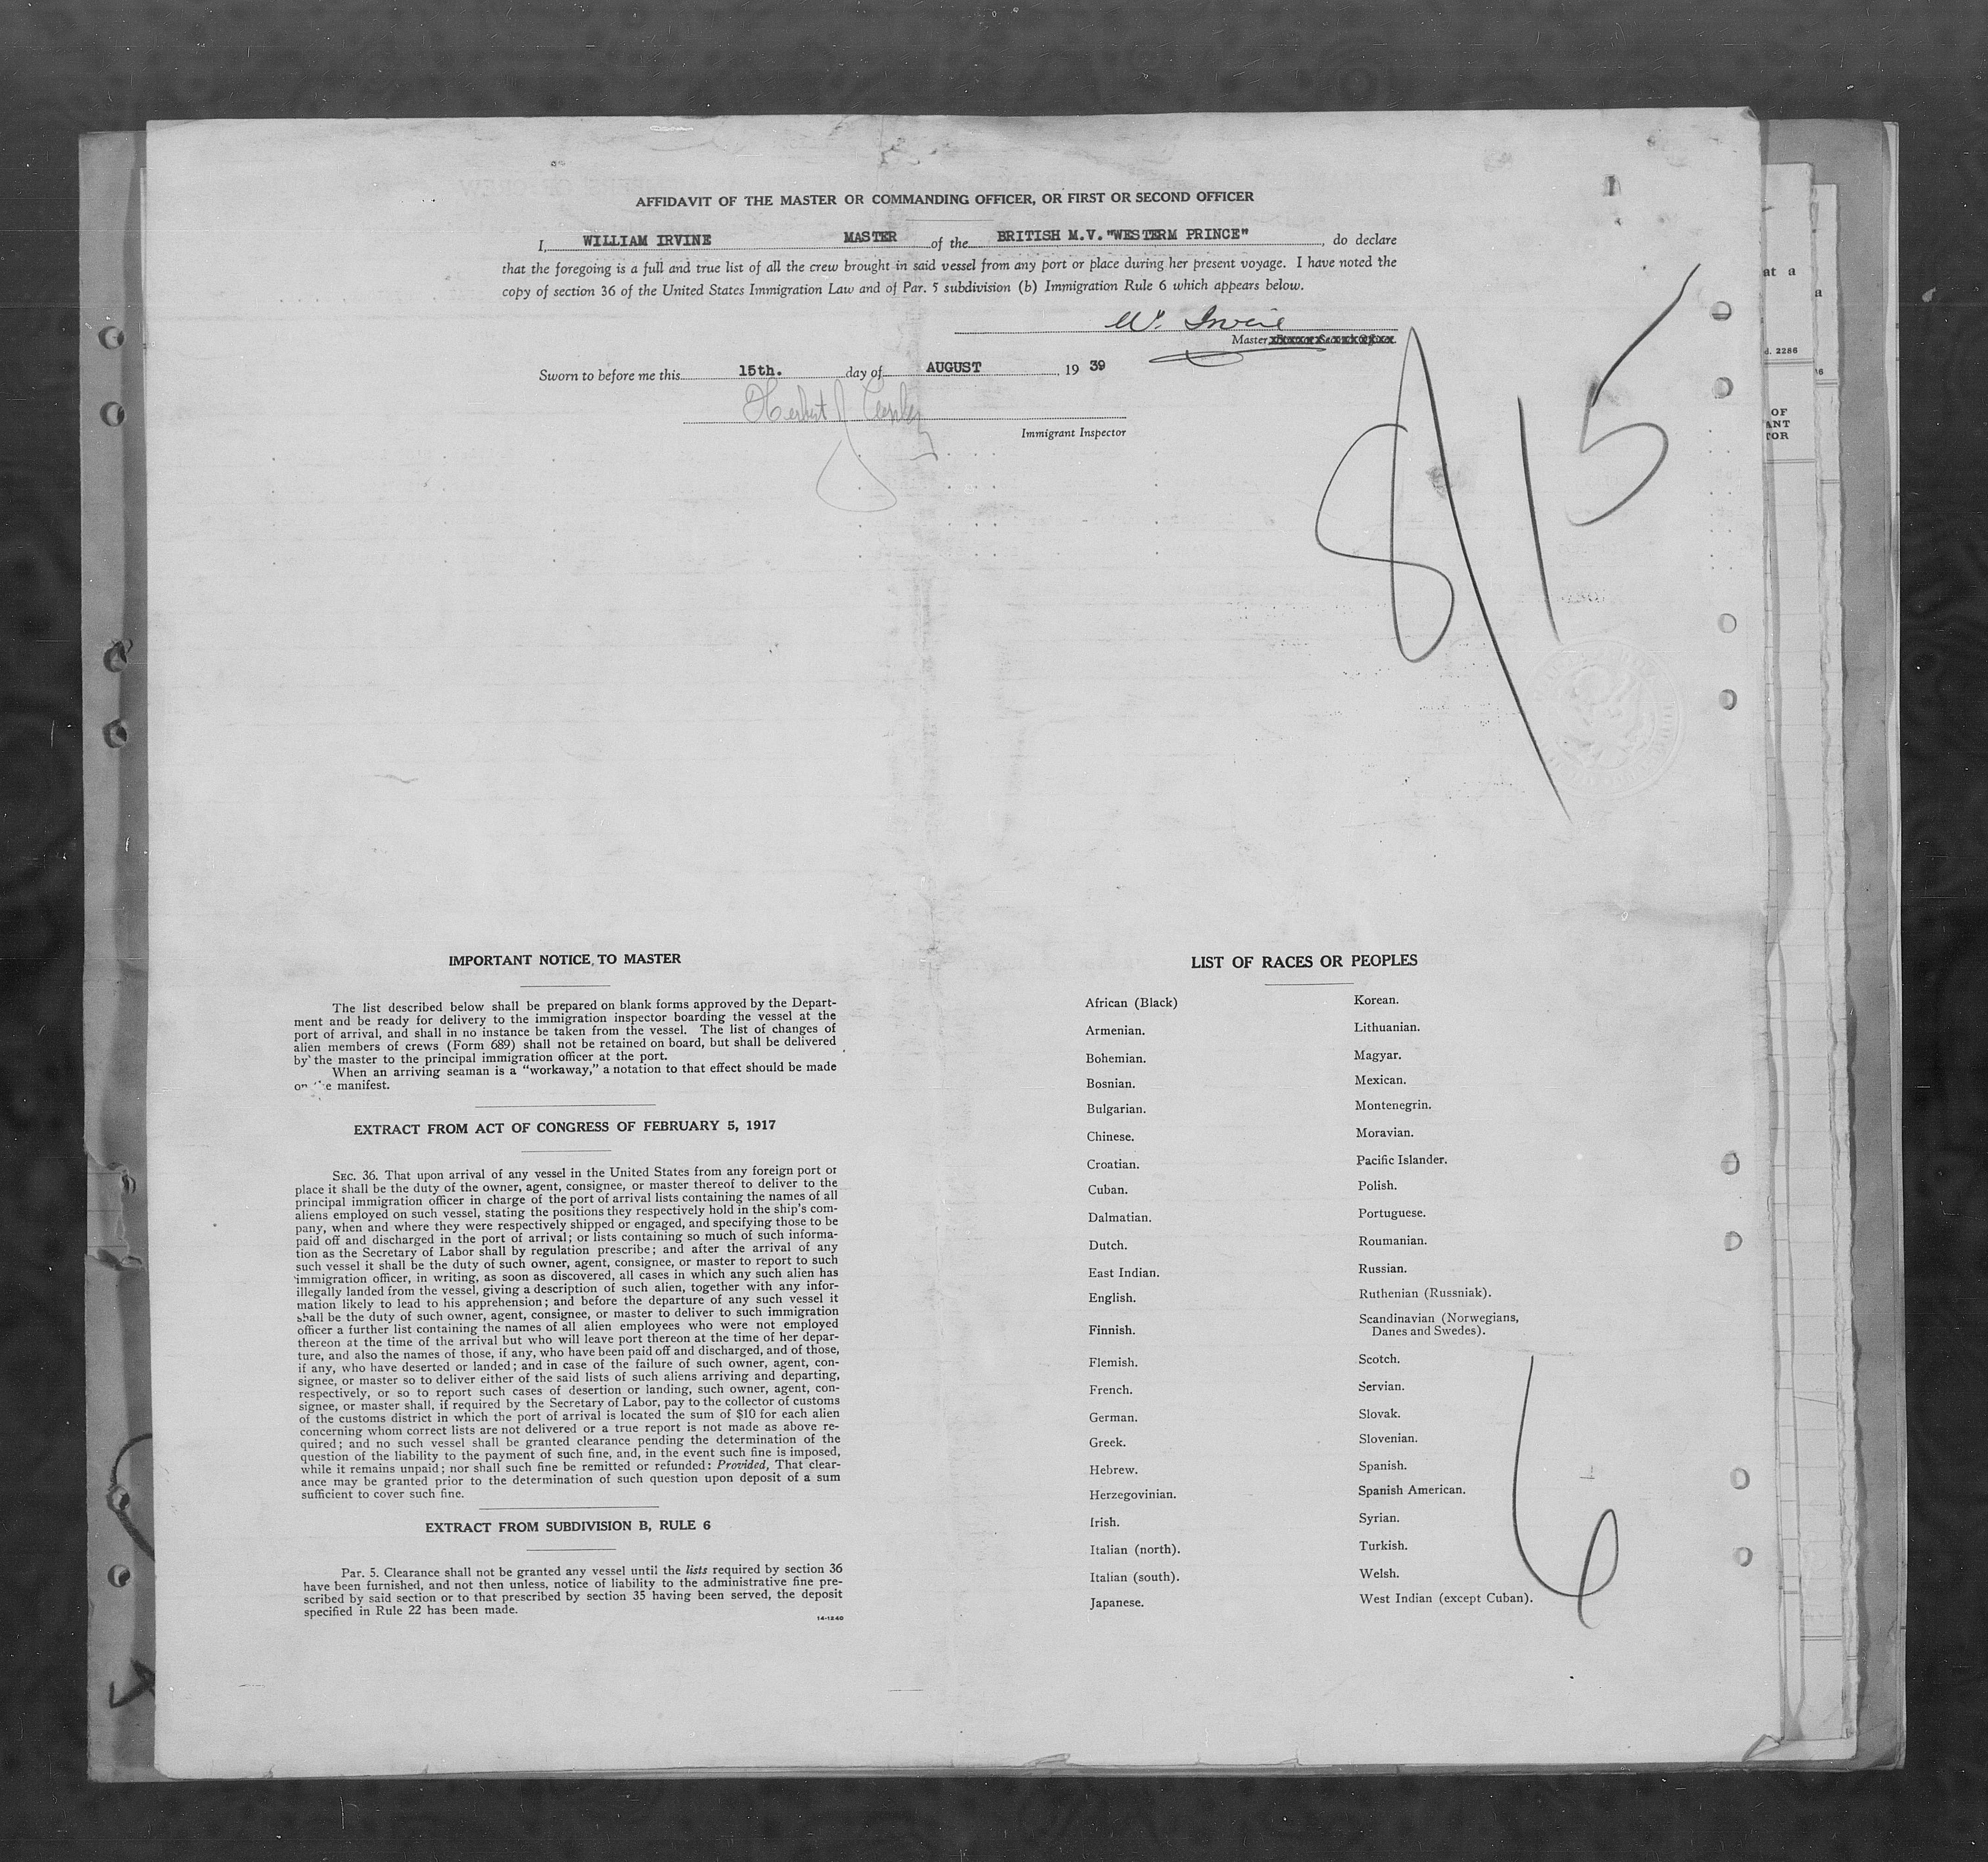 AFFIDAVIT OF THE MASTER OR COMMANDING OFFICER, OR FIRST OR SECOND OFFICER
I, WILLIAM IRVINE MASTER of the BRITISH M.V. "WESTERM PRINCE", do declare
that the foregoing is a full and true list of all the crew brought in said vessel from any port or place during her present voyage. I have noted the
copy of section 36 of the United States Immigration Law and of Par. 5 subdivision (b) Immigration Rule 6 which appears below.
W. Irvine
Master
Sworn to before me this 15th. day of AUGUST, 19 39
Herbert J.
Immigrant Inspector
8/15
IMPORTANT NOTICE TO MASTER
The list described below shall be prepared on blank forms approved by the Depart-
ment and be ready for delivery to the immigration inspector boarding the vessel at the
port of arrival, and shall in no instance be taken from the vessel. The list of changes of
alien members of crews (Form 689) shall not be retained on board, but shall be delivered
by the master to the principal immigration officer at the port.
When an arriving seaman is a "workaway," a notation to that effect should be made
on the manifest.
EXTRACT FROM ACT OF CONGRESS OF FEBRUARY 5, 1917
SEC. 36. That upon arrival of any vessel in the United States from any foreign port or
place it shall be the duty of the owner, agent, consignee, or master thereof to deliver to the
principal immigration officer in charge of the port of arrival lists containing the names of all
aliens employed on such vessel, stating the positions they respectively hold in the ship's com-
pany, when and where they were respectively shipped or engaged, and specifying those to be
paid off and discharged in the port of arrival; or lists containing so much of such informa-
tion as the Secretary of Labor shall by regulation prescribe; and after the arrival of any
such vessel it shall be the duty of such owner, agent, consignee, or master to report to such
immigration officer, in writing, as soon as discovered, all cases in which any such alien has
illegally landed from the vessel, giving a description of such alien, together with any infor-
mation likely to lead to his apprehension; and before the departure of any such vessel it
shall be the duty of such owner, agent, consignee, or master to deliver to such immigration
officer a further list containing the names of all alien employees who were not employed
thereon at the time of the arrival but who will leave port thereon at the time of her depar-
ture, and also the names of those, if any, who have been paid off and discharged, and of those,
if any, who have deserted or landed; and in case of the failure of such owner, agent, con-
signee, or master so to deliver either of the said lists of such aliens arriving and departing,
respectively, or so to report such cases of desertion or landing, such owner, agent, con-
signee, or master shall, if required by the Secretary of Labor, pay to the collector of customs
of the customs district in which the port of arrival is located the sum of $10 for each alien
concerning whom correct lists are not delivered or a true report is not made as above re-
quired; and no such vessel shall be granted clearance pending the determination of the
question of the liability to the payment of such fine, and, in the event such fine is imposed,
while it remains unpaid; nor shall such fine be remitted or refunded: Provided, That clear-
ance may be granted prior to the determination of such question upon deposit of a sum
sufficient to cover such fine.
EXTRACT FROM SUBDIVISION B, RULE 6
Par. 5. Clearance shall not be granted any vessel until the lists required by section 36
have been furnished, and not then unless, notice of liability to the administrative fine pre-
scribed by said section or to that prescribed by section 35 having been served, the deposit
specified in Rule 22 has been made.
14-1240
LIST OF RACES OR PEOPLES
African (Black)
Armenian.
Bohemian.
Bosnian.
Bulgarian.
Chinese.
Croatian.
Cuban.
Dalmatian.
Dutch.
East Indian.
English.
Finnish.
Flemish.
French.
German.
Greek.
Hebrew.
Herzegovinian.
Irish.
Italian (north).
Italian (south).
Japanese.
Korean.
Lithuanian.
Magyar.
Mexican.
Montenegrin.
Moravian.
Pacific Islander.
Polish.
Portuguese.
Roumanian.
Russian.
Ruthenian (Russniak).
Scandinavian (Norwegians,
Danes and Swedes).
Scotch.
Servian.
Slovak.
Slovenian.
Spanish.
Spanish American.
Syrian.
Turkish.
Welsh.
West Indian (except Cuban).
6
at a
a
d. 2286
OF
ANT
TOR